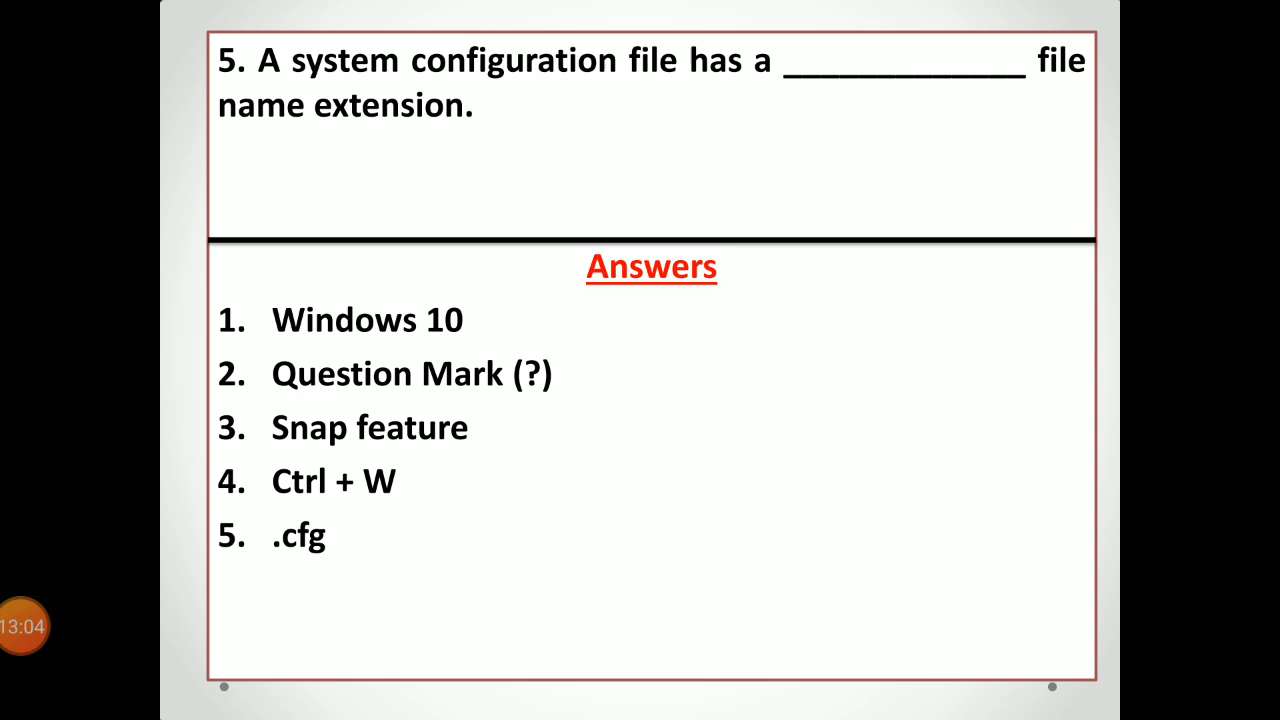 5. A system configuration file has a _____________ file
name extension.
Answers
1. Windows 10
2. Question Mark (?)
3. Snap feature
4. Ctrl + W
5. .cfg
13:04